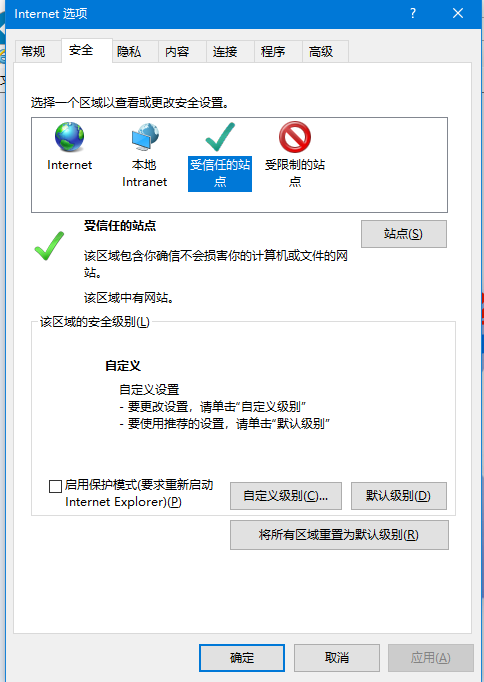 Internet 选项
?
常规 安全 隐私 内容 连接 程序 高级
选择一个区域以查看或更改安全设置。
Internet
本地
Intranet
受信任的站
点
受限制的站
点
受信任的站点
站点(S)
该区域包含你确信不会损害你的计算机或文件的网
站。
该区域中有网站。
该区域的安全级别(L)
自定义
自定义设置
- 要更改设置，请单击“自定义级别”
- 要使用推荐的设置，请单击“默认级别”
启用保护模式(要求重新启动
Internet Explorer)(P)
自定义级别(C)...
默认级别(D)
将所有区域重置为默认级别(R)
确定 取消 应用(A)